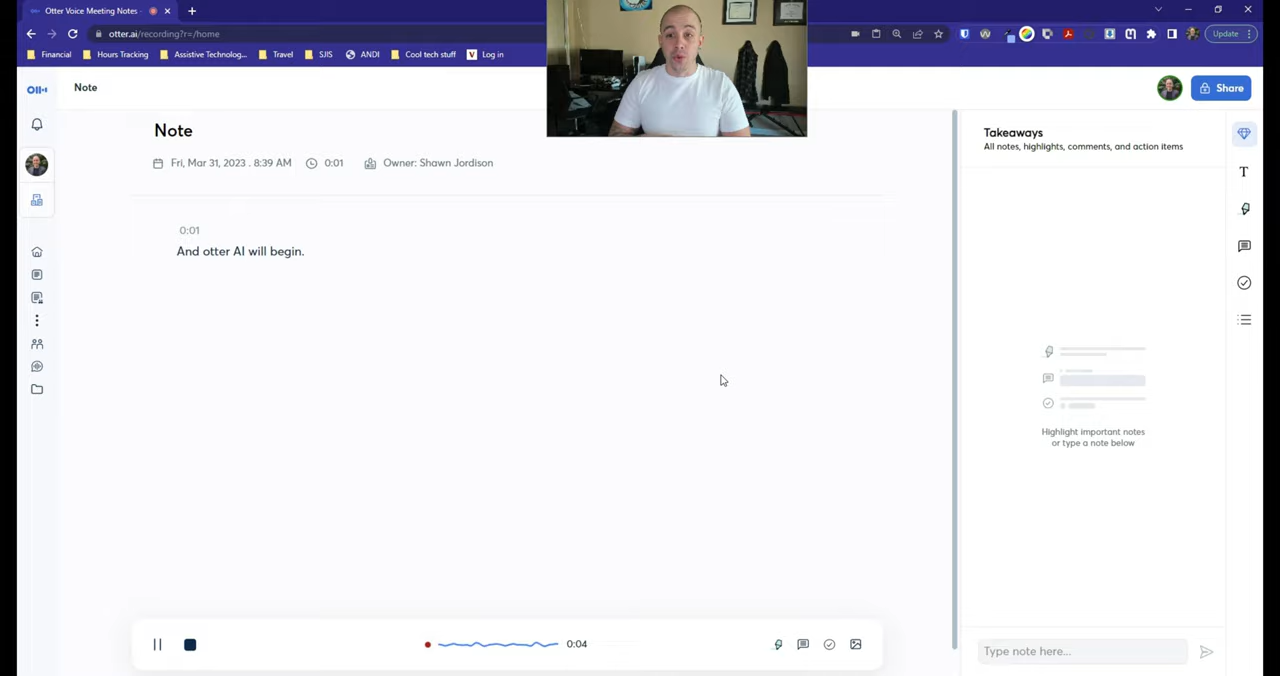 Otter Voice Meeting Notes -
otter.ai/recording?r=/home
Update
Financial
Hours Tracking
Assistive Technolog...
Travel
SJIS
ANDI
Cool tech stuff
Log in
Note
Share
Note
Fri, Mar 31, 2023 . 8:39 AM
0:01
Owner: Shawn Jordison
0:01
And otter AI will begin.
Takeaways
All notes, highlights, comments, and action items
T
Highlight important notes
or type a note below
0:04
Type note here...